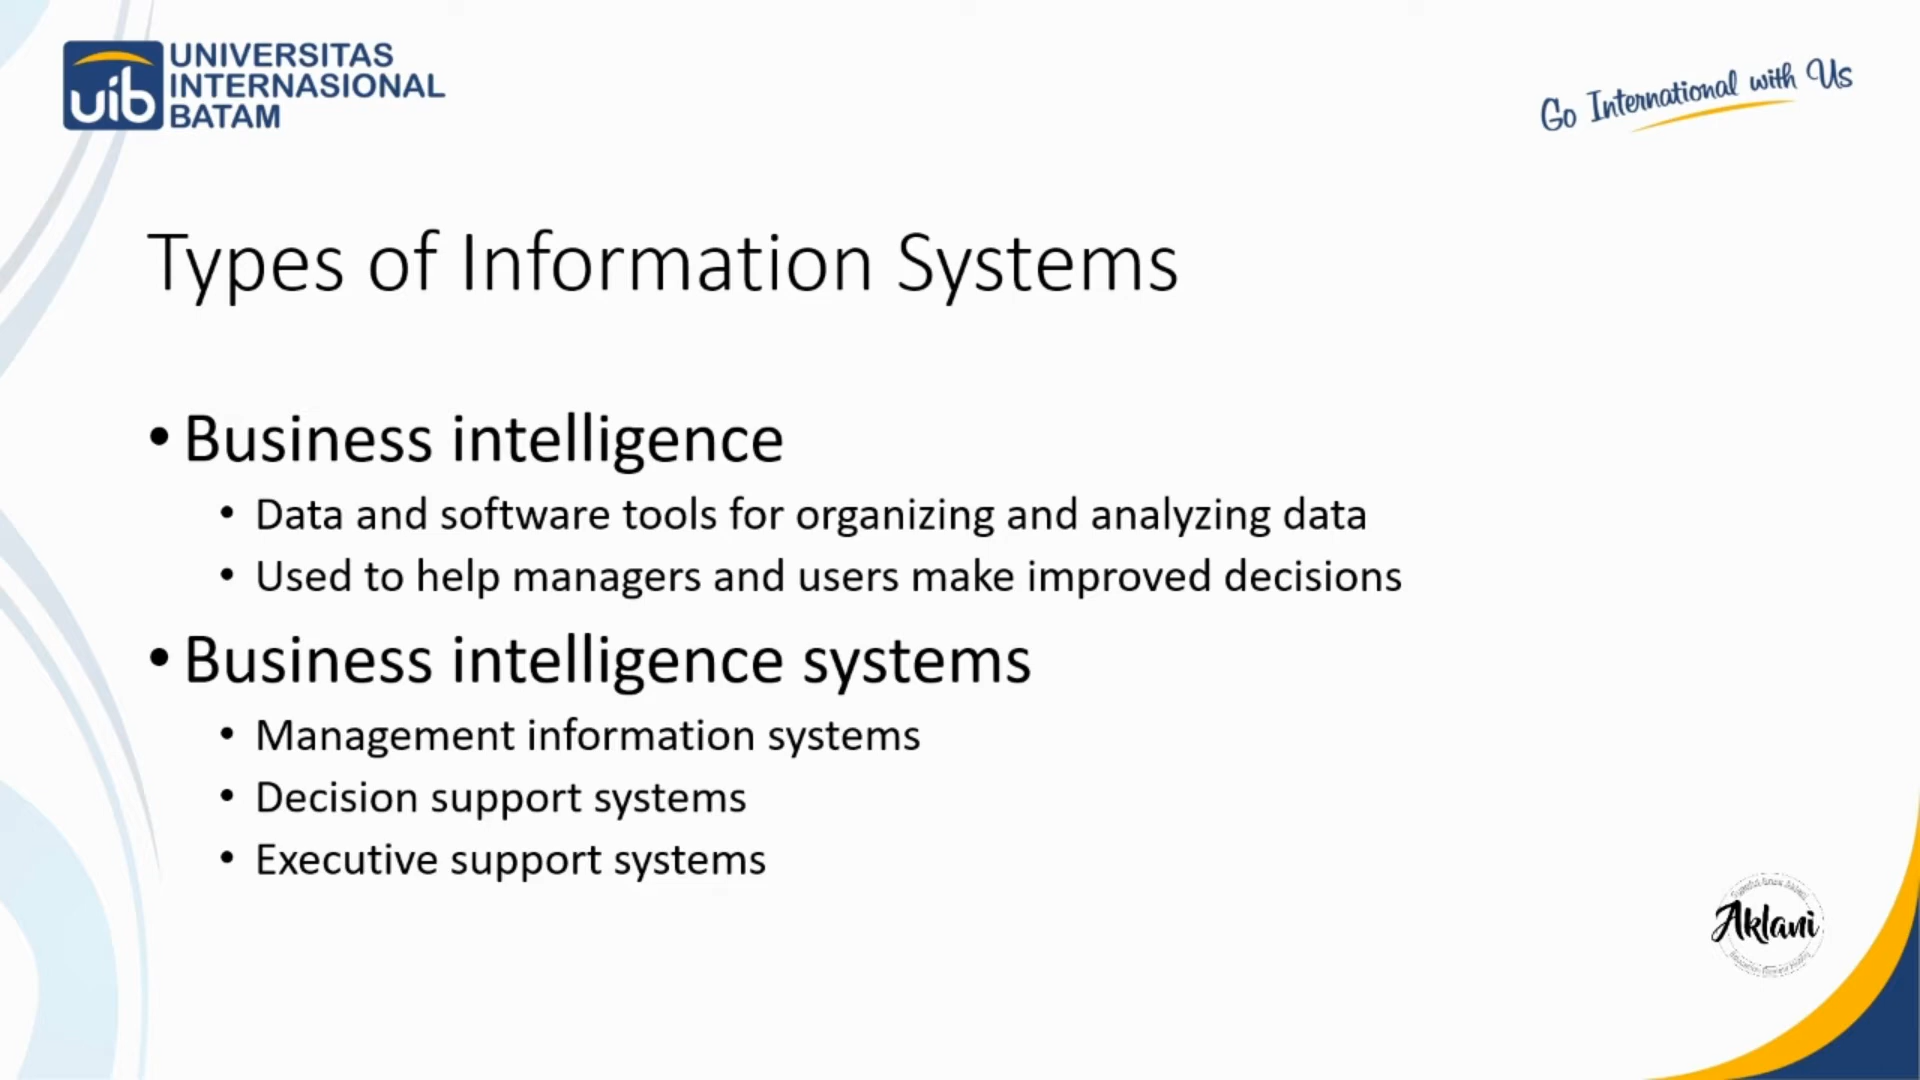 uib
UNIVERSITAS
INTERNASIONAL
BATAM
Go International with Us
Types of Information Systems
• Business intelligence
• Data and software tools for organizing and analyzing data
• Used to help managers and users make improved decisions
• Business intelligence systems
• Management information systems
• Decision support systems
• Executive support systems
Aklani